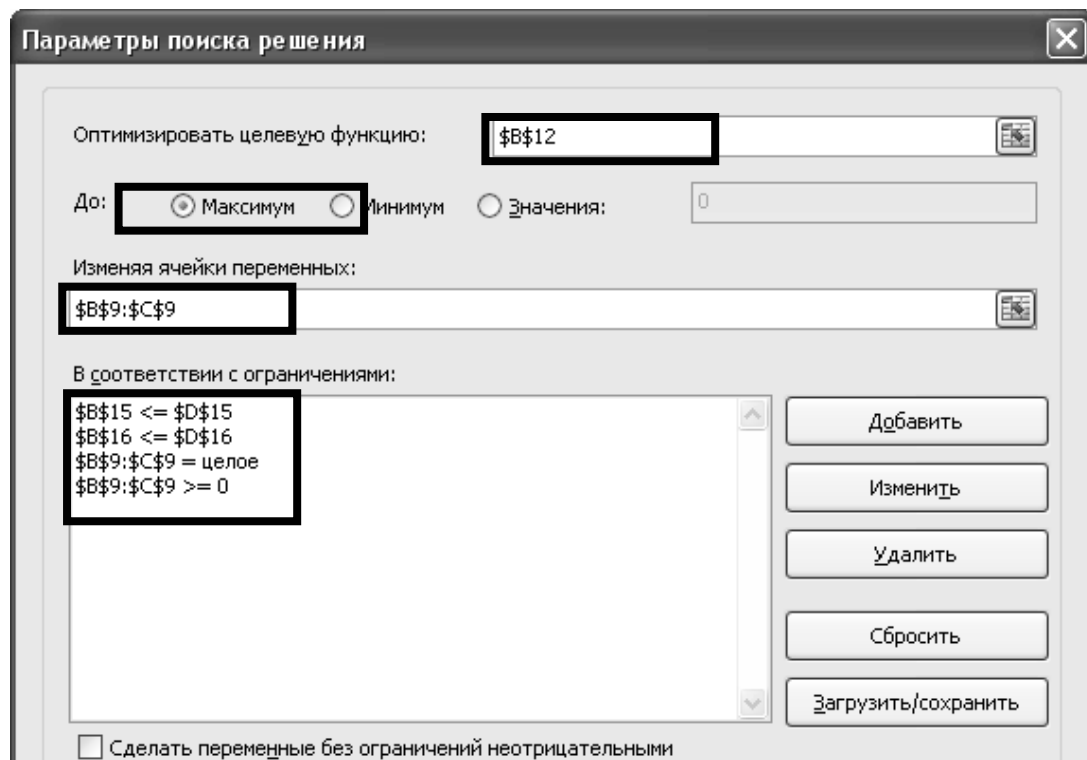 Параметры поиска решения
Оптимизировать целевую функцию: $B$12
До: Максимум Минимум Значения: 0
Изменяя ячейки переменных:
$B$9:$C$9
В соответствии с ограничениями:
$B$15 <= $D$15
$B$16 <= $D$16
$B$9:$C$9 = целое
$B$9:$C$9 >= 0
Добавить
Изменить
Удалить
Сбросить
Загрузить/сохранить
Сделать переменные без ограничений неотрицательными